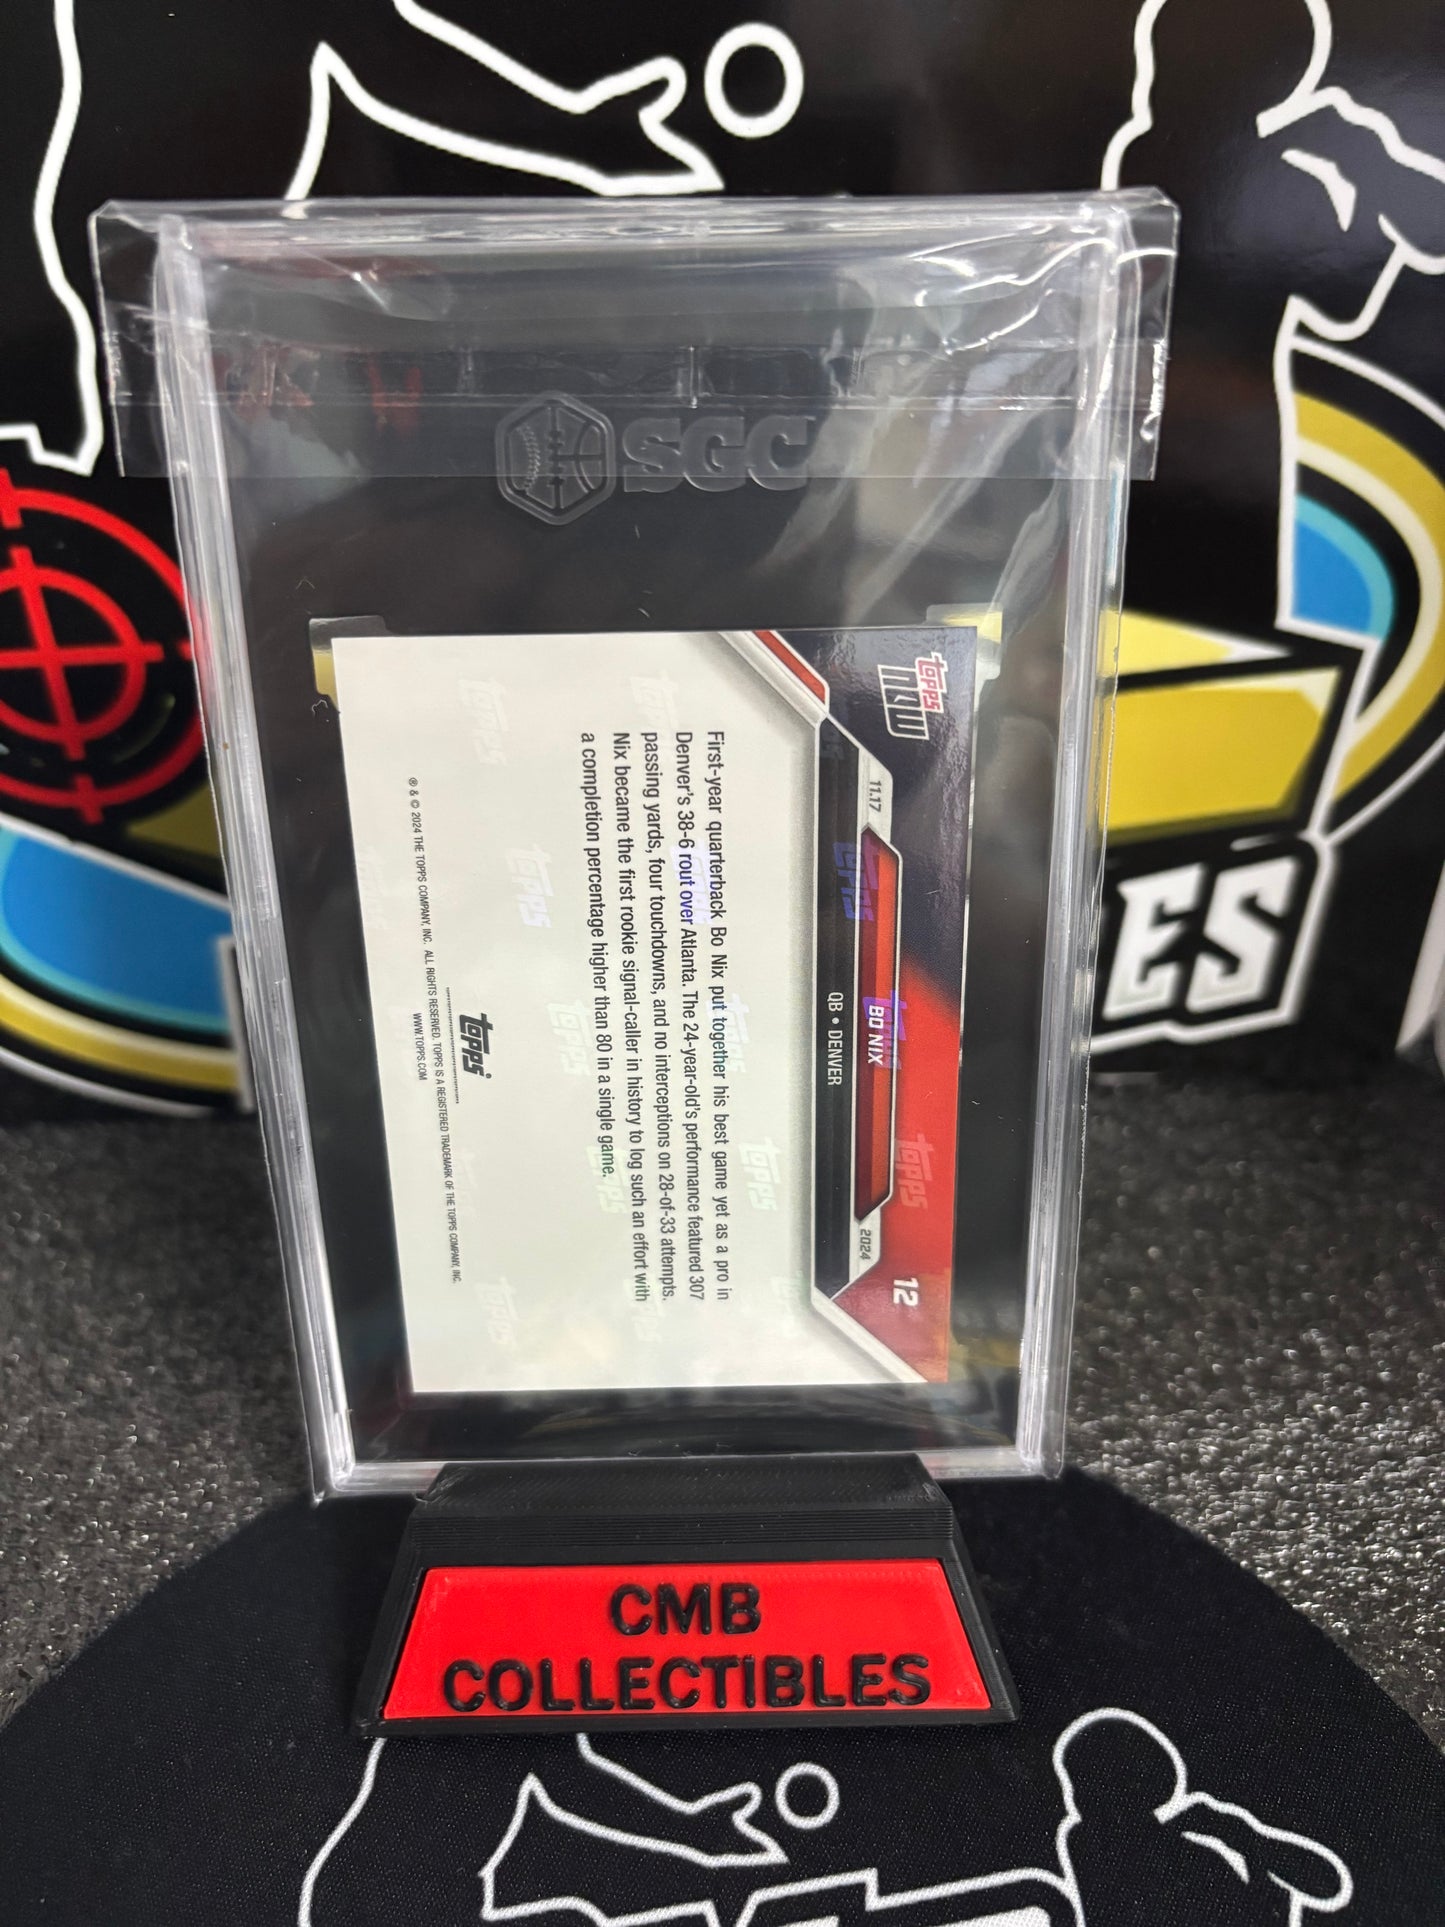 SGC
topps
NOW
11.17
BO NIX
2024
12
QB • DENVER
First-year quarterback Bo Nix put together his best game yet as a pro in
Denver's 38-6 rout over Atlanta. The 24-year-old's performance featured 307
passing yards, four touchdowns, and no interceptions on 28-of-33 attempts.
Nix became the first rookie signal-caller in history to log such an effort with
a completion percentage higher than 80 in a single game.
topps
® & © 2024 THE TOPPS COMPANY, INC. ALL RIGHTS RESERVED. TOPPS IS A REGISTERED TRADEMARK OF THE TOPPS COMPANY, INC.
WWW.TOPPS.COM
ES
CMB
COLLECTIBLES